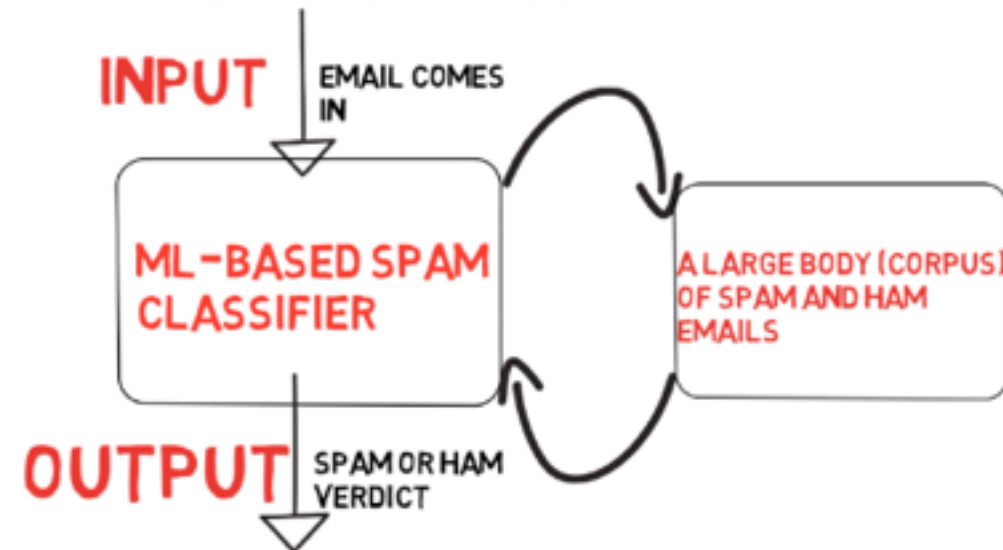 INPUT
EMAIL COMES
IN
ML-BASED SPAM
CLASSIFIER
A LARGE BODY (CORPUS)
OF SPAM AND HAM
EMAILS
OUTPUT
SPAM OR HAM
VERDICT